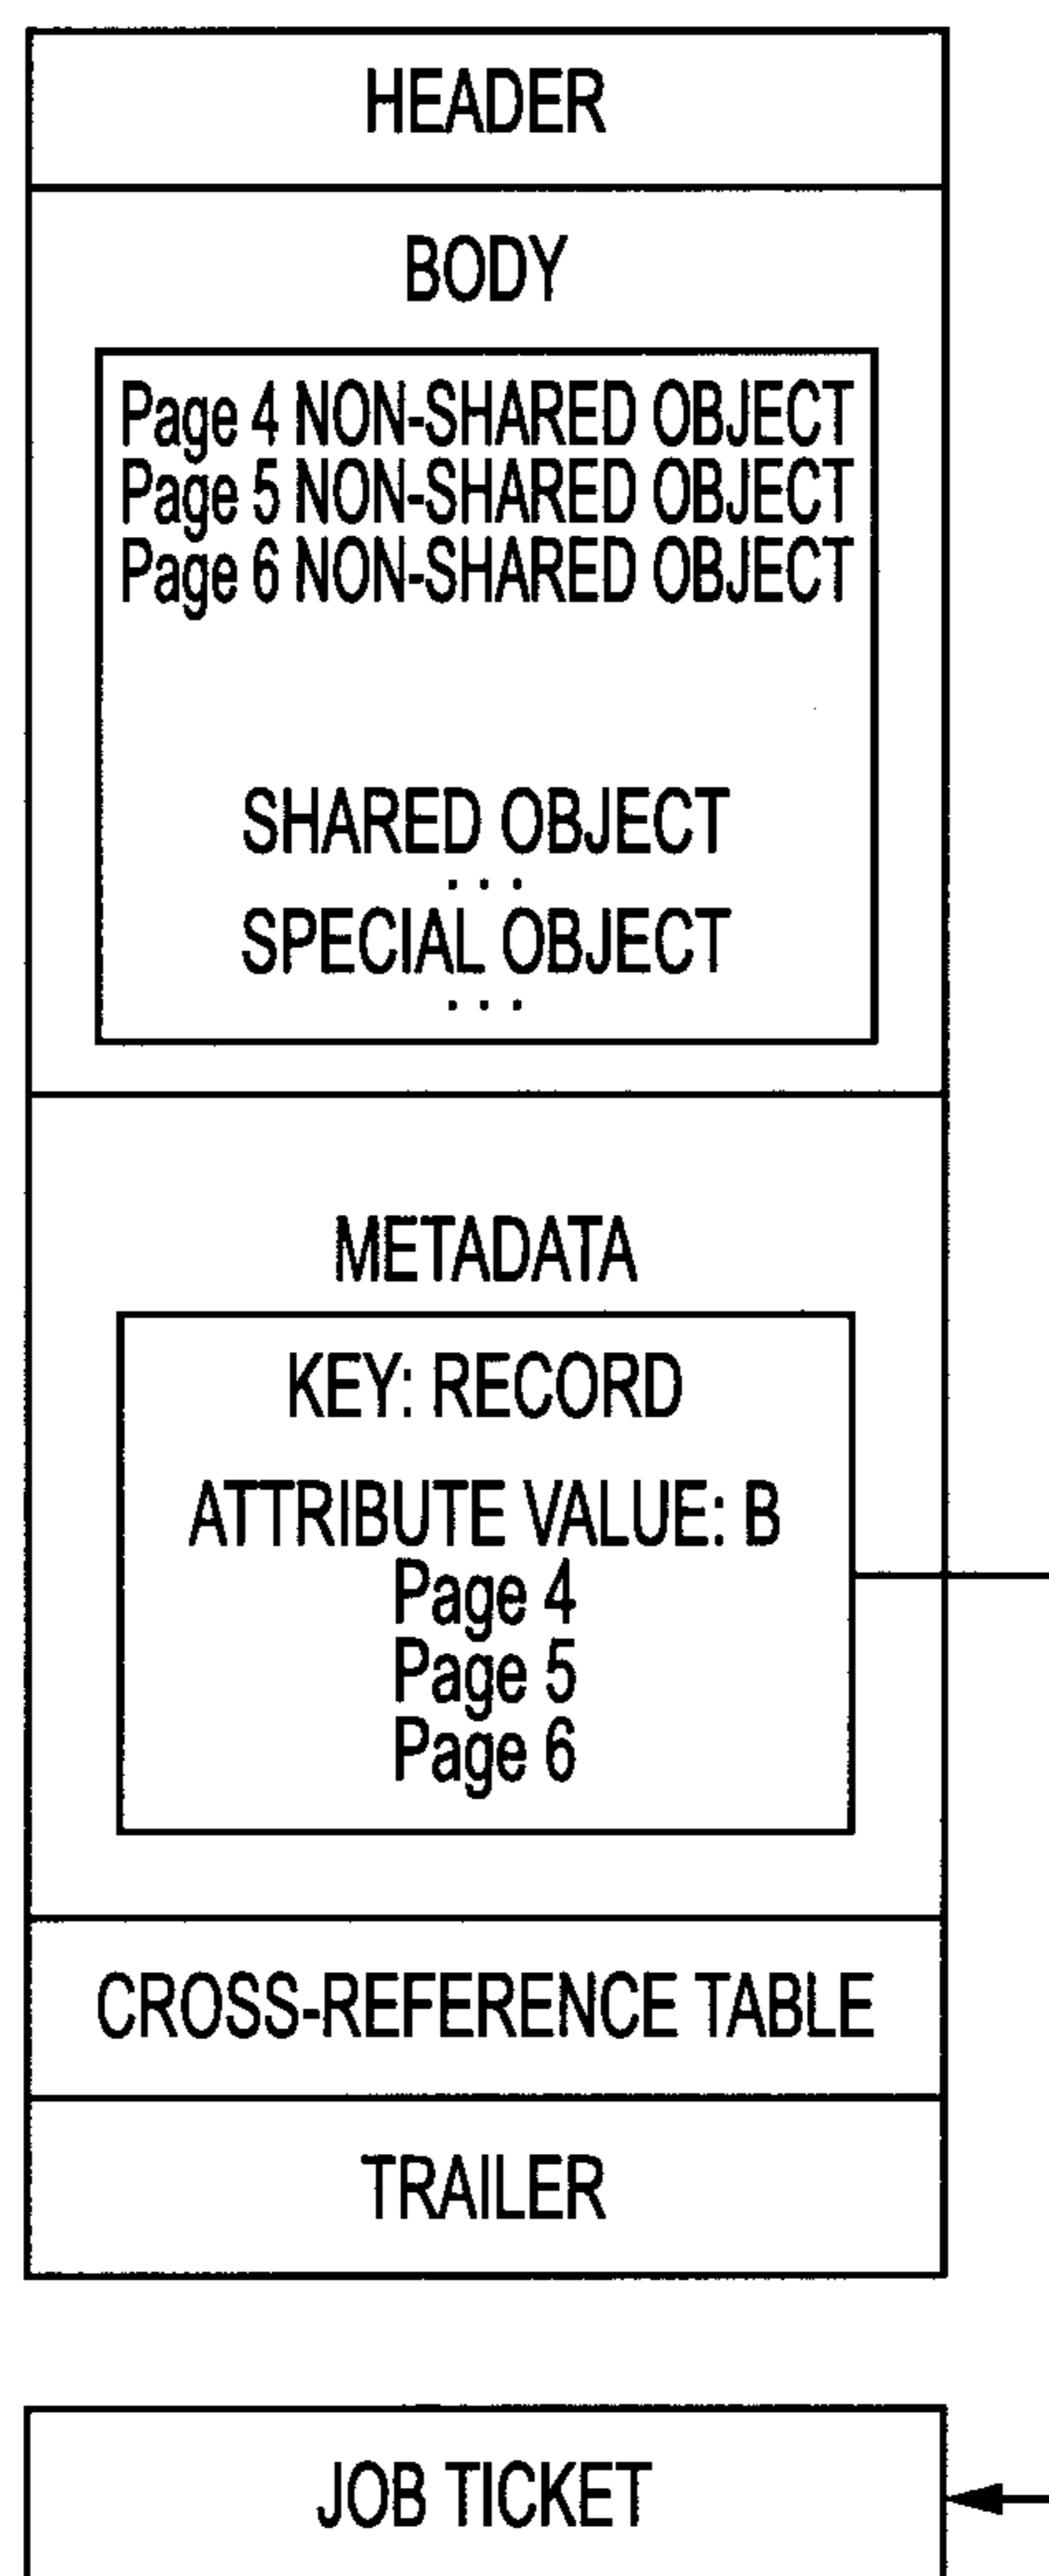 HEADER
BODY
Page 4 NON-SHARED OBJECT
Page 5 NON-SHARED OBJECT
Page 6 NON-SHARED OBJECT
SHARED OBJECT
...
SPECIAL OBJECT
...
METADATA
KEY: RECORD
ATTRIBUTE VALUE: B
Page 4
Page 5
Page 6
CROSS-REFERENCE TABLE
TRAILER
JOB TICKET